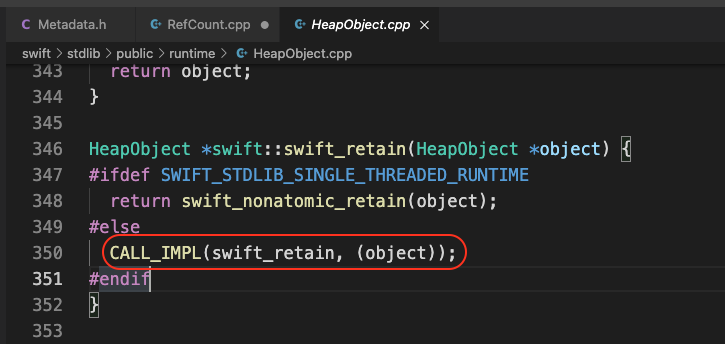 Metadata.h RefCount.cpp HeapObject.cpp
swift > stdlib > public > runtime > HeapObject.cpp
343 return object;
344 }
345
346 HeapObject *swift::swift_retain(HeapObject *object) {
347 #ifdef SWIFT_STDLIB_SINGLE_THREADED_RUNTIME
348 return swift_nonatomic_retain(object);
349 #else
350 CALL_IMPL(swift_retain, (object));
351 #endif
352 }
353